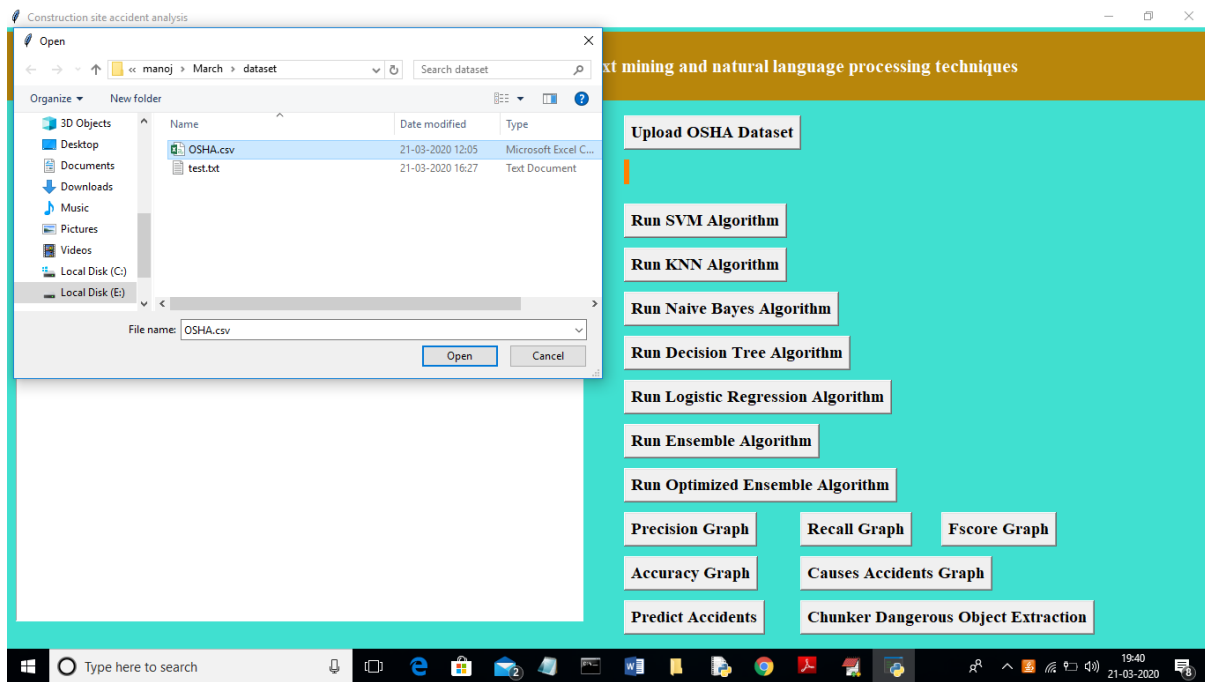 Construction site accident analysis
Open
xt mining and natural language processing techniques
« manoj › March › dataset
Search dataset
Organize
New folder
3D Objects
Desktop
Documents
Downloads
Music
Pictures
Videos
Local Disk (C:)
Local Disk (E:)
Name
Date modified
Type
OSHA.csv
21-03-2020 12:05
Microsoft Excel C...
test.txt
21-03-2020 16:27
Text Document
File name:
OSHA.csv
Open
Cancel
Upload OSHA Dataset
Run SVM Algorithm
Run KNN Algorithm
Run Naive Bayes Algorithm
Run Decision Tree Algorithm
Run Logistic Regression Algorithm
Run Ensemble Algorithm
Run Optimized Ensemble Algorithm
Precision Graph
Recall Graph
Fscore Graph
Accuracy Graph
Causes Accidents Graph
Predict Accidents
Chunker Dangerous Object Extraction
Type here to search
2
19:40
21-03-2020
8